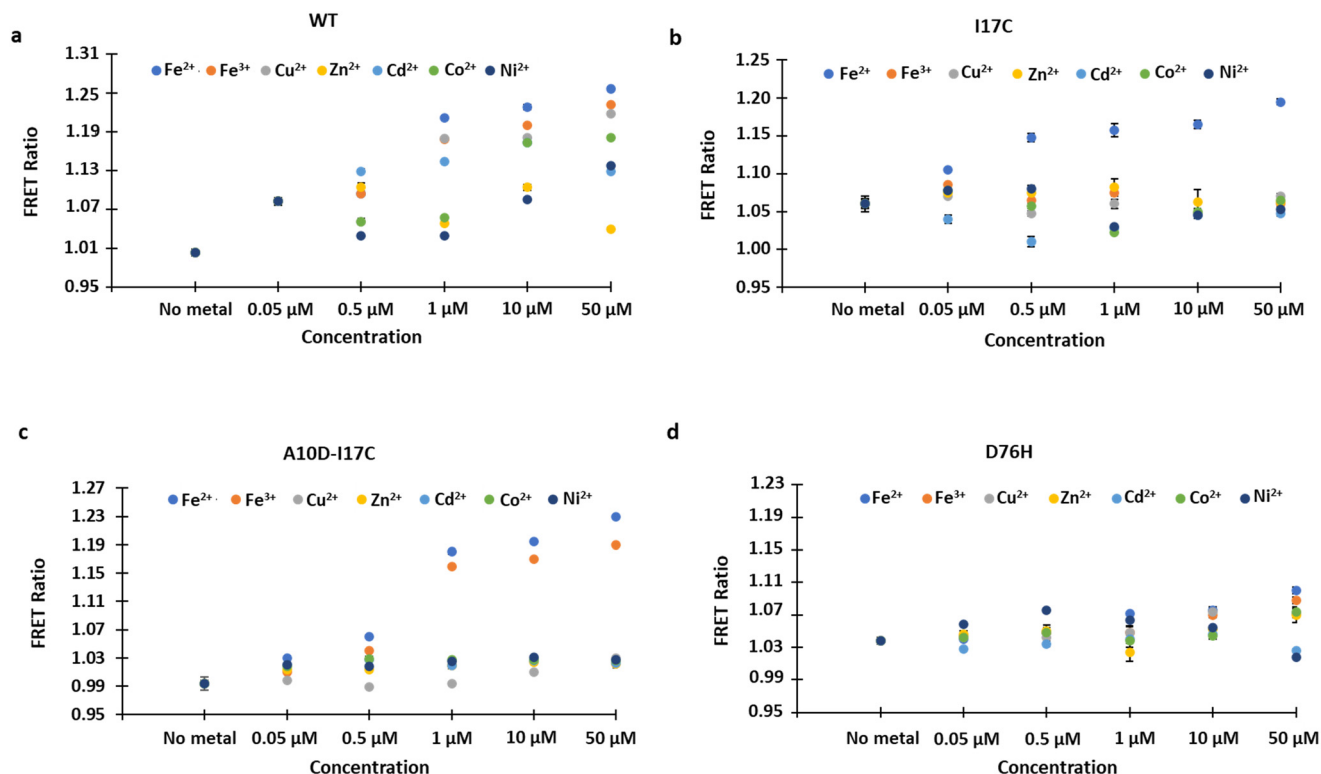 a
WT
Fe²⁺ Fe³⁺ Cu²⁺ Zn²⁺ Cd²⁺ Co²⁺ Ni²⁺
FRET Ratio
1.31
1.25
1.19
1.13
1.07
1.01
0.95
No metal 0.05 μM 0.5 μM 1 μM 10 μM 50 μM
Concentration
b
I17C
Fe²⁺ Fe³⁺ Cu²⁺ Zn²⁺ Cd²⁺ Co²⁺ Ni²⁺
FRET Ratio
1.25
1.20
1.15
1.10
1.05
1.00
0.95
No metal 0.05 μM 0.5 μM 1 μM 10 μM 50 μM
Concentration
c
A10D-I17C
Fe²⁺ Fe³⁺ Cu²⁺ Zn²⁺ Cd²⁺ Co²⁺ Ni²⁺
FRET Ratio
1.27
1.23
1.19
1.15
1.11
1.07
1.03
0.99
0.95
No metal 0.05 μM 0.5 μM 1 μM 10 μM 50 μM
Concentration
d
D76H
Fe²⁺ Fe³⁺ Cu²⁺ Zn²⁺ Cd²⁺ Co²⁺ Ni²⁺
FRET Ratio
1.23
1.19
1.15
1.11
1.07
1.03
0.99
0.95
No metal 0.05 μM 0.5 μM 1 μM 10 μM 50 μM
Concentration